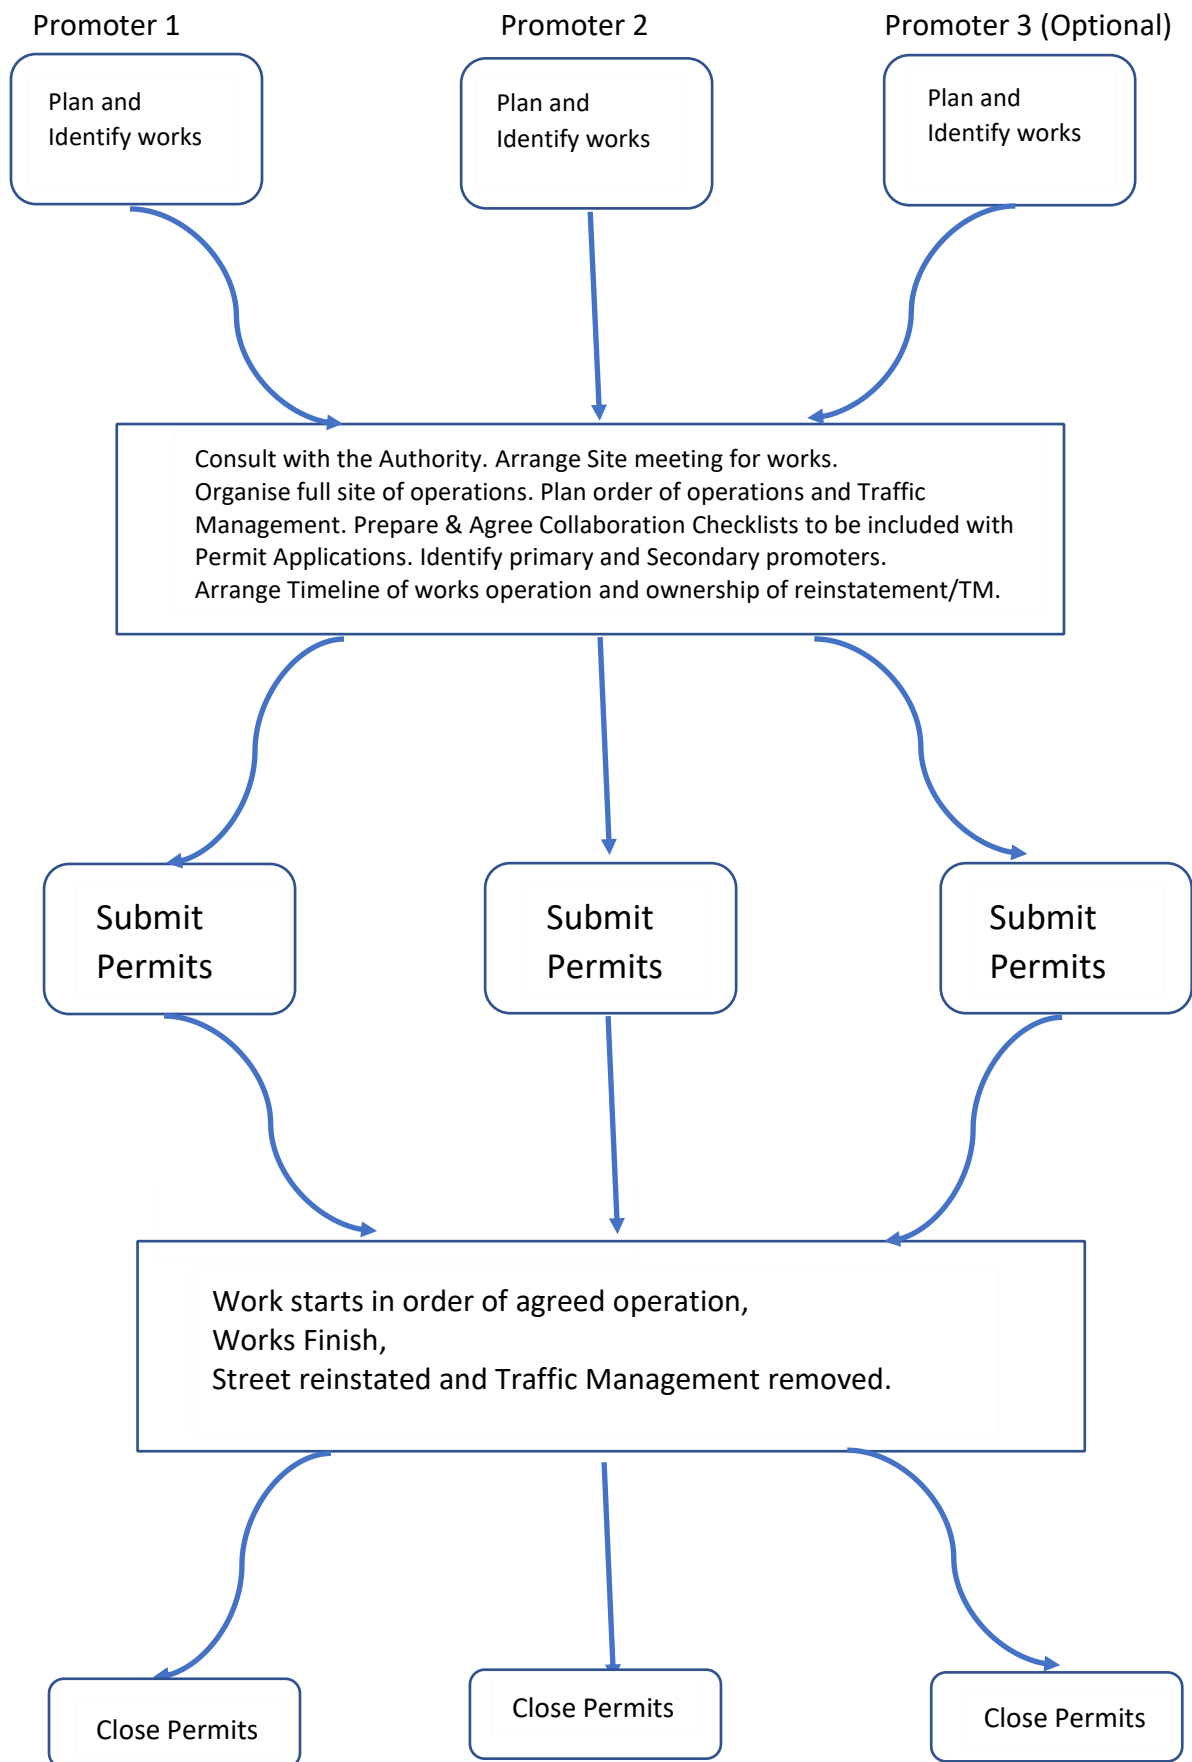 Promoter 1
Promoter 2
Promoter 3 (Optional)
Plan and
Identify works
Plan and
Identify works
Plan and
Identify works
Consult with the Authority. Arrange Site meeting for works.
Organise full site of operations. Plan order of operations and Traffic
Management. Prepare & Agree Collaboration Checklists to be included with
Permit Applications. Identify primary and Secondary promoters.
Arrange Timeline of works operation and ownership of reinstatement/TM.
Submit
Permits
Submit
Permits
Submit
Permits
Work starts in order of agreed operation,
Works Finish,
Street reinstated and Traffic Management removed.
Close Permits
Close Permits
Close Permits